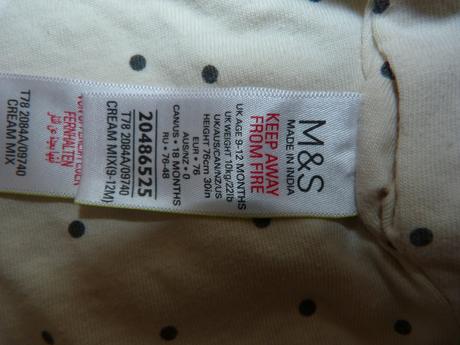 M&S
MADE IN INDIA
KEEP AWAY
FROM FIRE
UK AGE 9-12 MONTHS
UK WEIGHT 10kg/22lb
UK/AUS/CAN/NZ/US
HEIGHT 76cm 30in
EUR • 76
AUS/NZ • 0
CAN/US • 18 MONTHS
RU • 76-48
20486525
T78 2084A/09740
CREAM MIX(9-12M)
FERNHALTEN
T78 2084A/09740
CREAM MIX